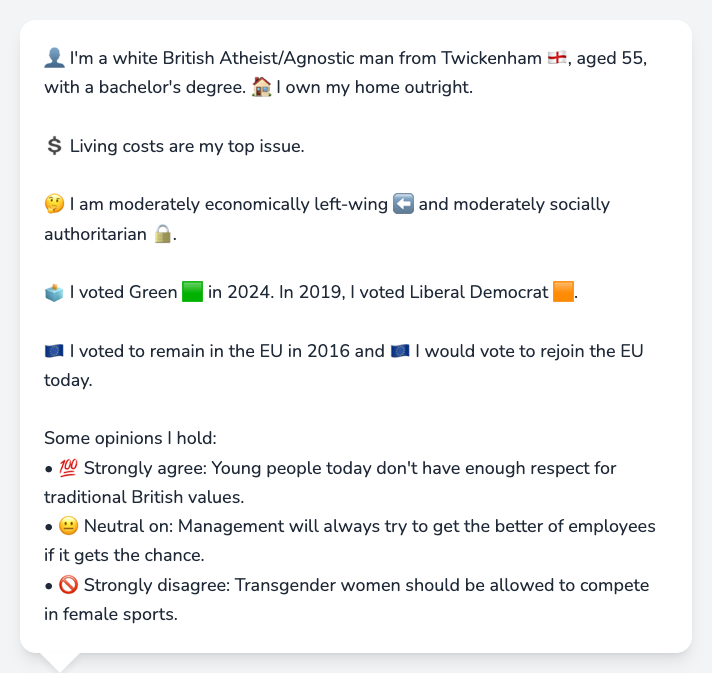 👤 I'm a white British Atheist/Agnostic man from Twickenham 🏴󠁧󠁢󠁥󠁮󠁧󠁿, aged 55,
with a bachelor's degree. 🏠 I own my home outright.
💲 Living costs are my top issue.
🤔 I am moderately economically left-wing ⬅️ and moderately socially
authoritarian 🔒.
🗳️ I voted Green 🟩 in 2024. In 2019, I voted Liberal Democrat 🟧.
🇪🇺 I voted to remain in the EU in 2016 and 🇪🇺 I would vote to rejoin the EU
today.
Some opinions I hold:
• 💯 Strongly agree: Young people today don't have enough respect for
traditional British values.
• 😐 Neutral on: Management will always try to get the better of employees
if it gets the chance.
• 🚫 Strongly disagree: Transgender women should be allowed to compete
in female sports.